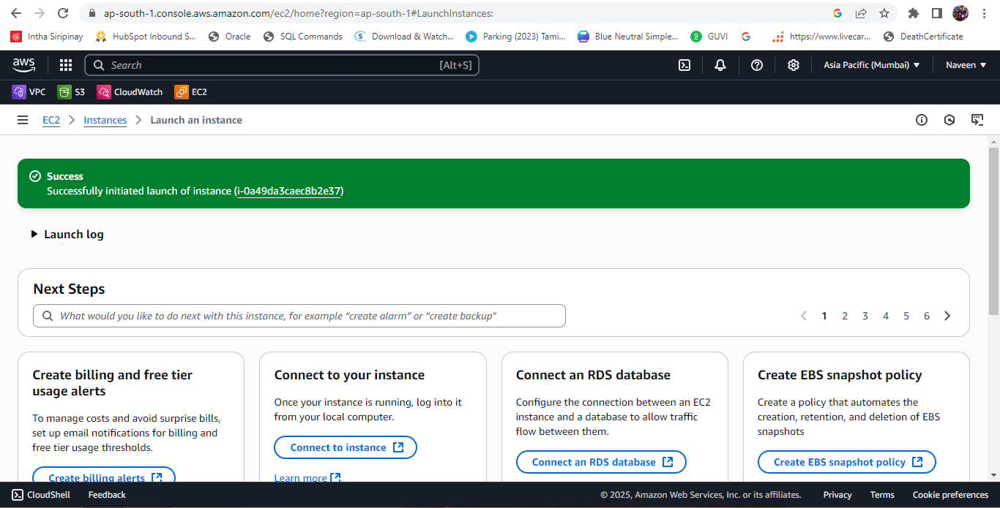 ap-south-1.console.aws.amazon.com/ec2/home?region=ap-south-1#LaunchInstances:
Intha Siripinay HubSpot Inbound S... Oracle SQL Commands Download & Watch... Parking (2023) Tami... Blue Neutral Simple... GUVI https://www.livecar... DeathCertificate
aws Search [Alt+S] Asia Pacific (Mumbai) Naveen
VPC S3 CloudWatch EC2
EC2 Instances Launch an instance
Success
Successfully initiated launch of instance (i-0a49da3caec8b2e37)
Launch log
Next Steps
What would you like to do next with this instance, for example “create alarm” or “create backup” 1 2 3 4 5 6
Create billing and free tier
usage alerts
To manage costs and avoid surprise bills,
set up email notifications for billing and
free tier usage thresholds.
Create billing alerts
Connect to your instance
Once your instance is running, log into it
from your local computer.
Connect to instance
Learn more
Connect an RDS database
Configure the connection between an EC2
instance and a database to allow traffic
flow between them.
Connect an RDS database
Create EBS snapshot policy
Create a policy that automates the
creation, retention, and deletion of EBS
snapshots
Create EBS snapshot policy
CloudShell Feedback © 2025, Amazon Web Services, Inc. or its affiliates. Privacy Terms Cookie preferences